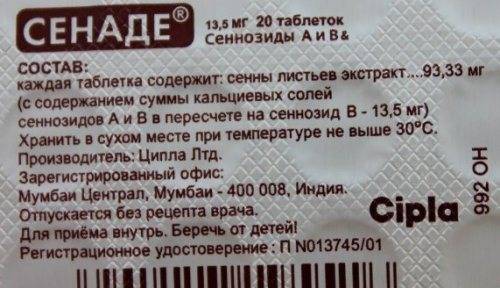 СЕНАДЕ® 13,5 мг 20 таблеток
Сеннозиды А и В &
СОСТАВ:
каждая таблетка содержит: сенны листьев экстракт....93,33 мг
(с содержанием суммы кальциевых солей
сеннозидов А и В в пересчете на сеннозид В - 13,5 мг)
Хранить в сухом месте при температуре не выше 30°С.
Производитель: Ципла Лтд.
Зарегистрированный офис:
Мумбаи Централ, Мумбаи - 400 008, Индия.
Отпускается без рецепта врача.
Для приёма внутрь. Беречь от детей!
Регистрационное удостоверение : П N013745/01
Cipla
992 ОН